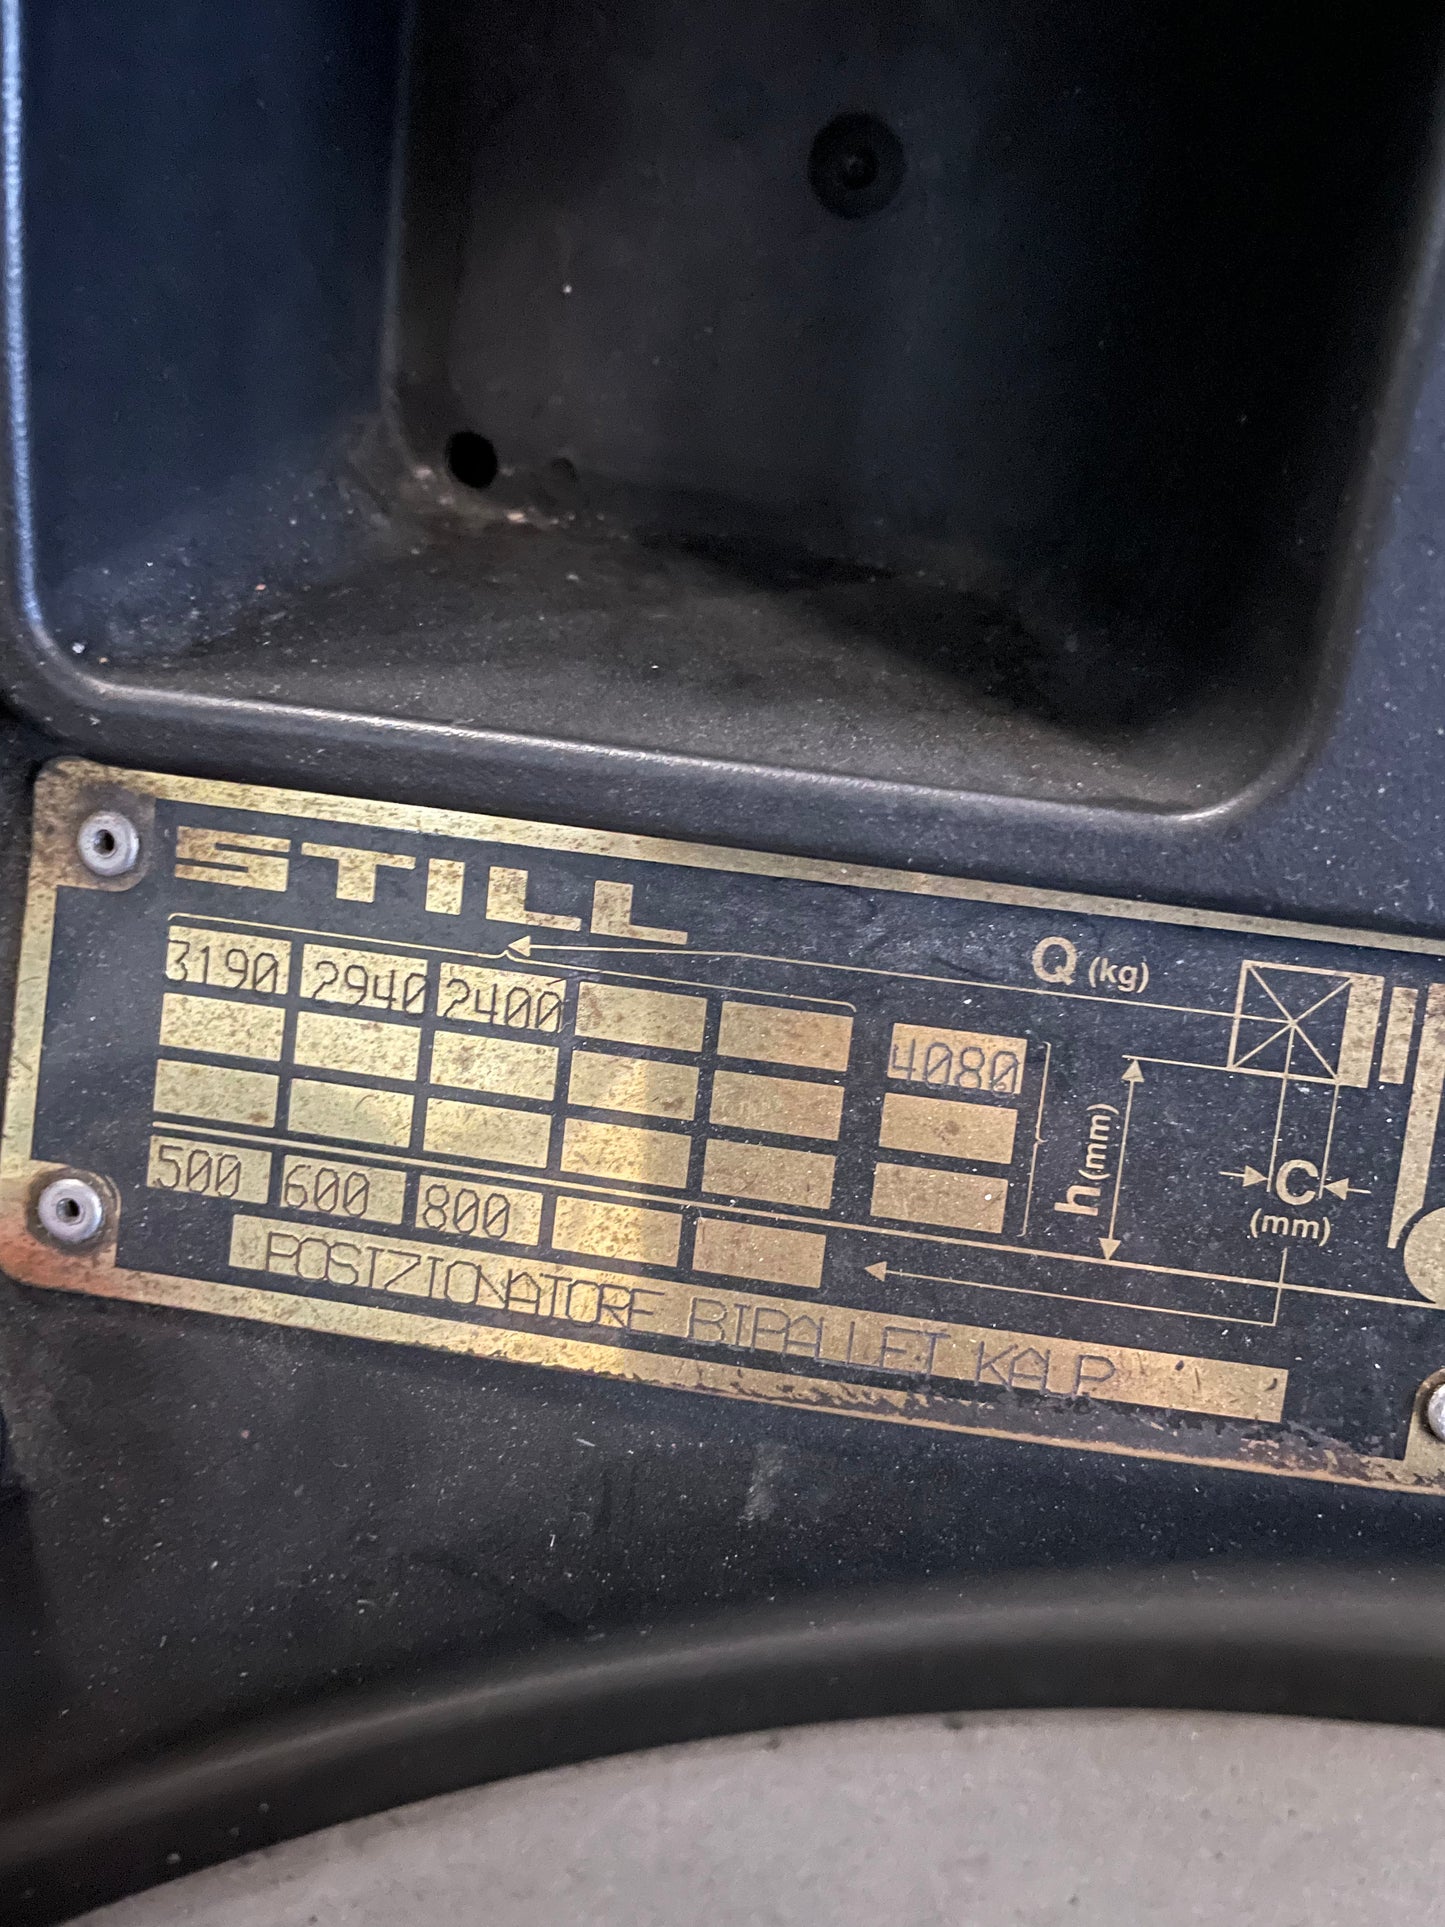 STILL
Q (kg)
3190 2940 2400 4080
h (mm)
C
(mm)
500 600 800
POSIZIONATORE BIPALLET KALP